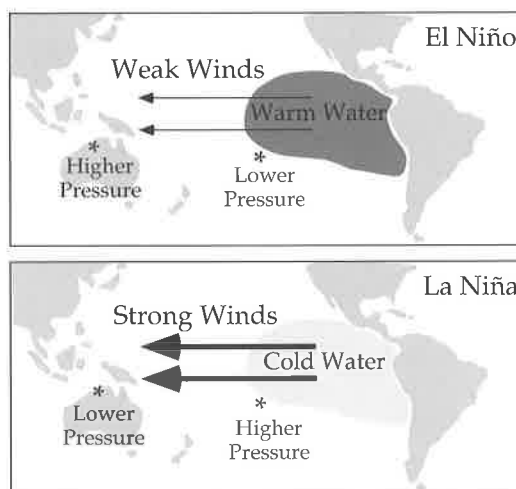 El Niño
Weak Winds
Warm Water
*
Higher
Pressure
*
Lower
Pressure
La Niña
Strong Winds
Cold Water
*
Lower
Pressure
*
Higher
Pressure